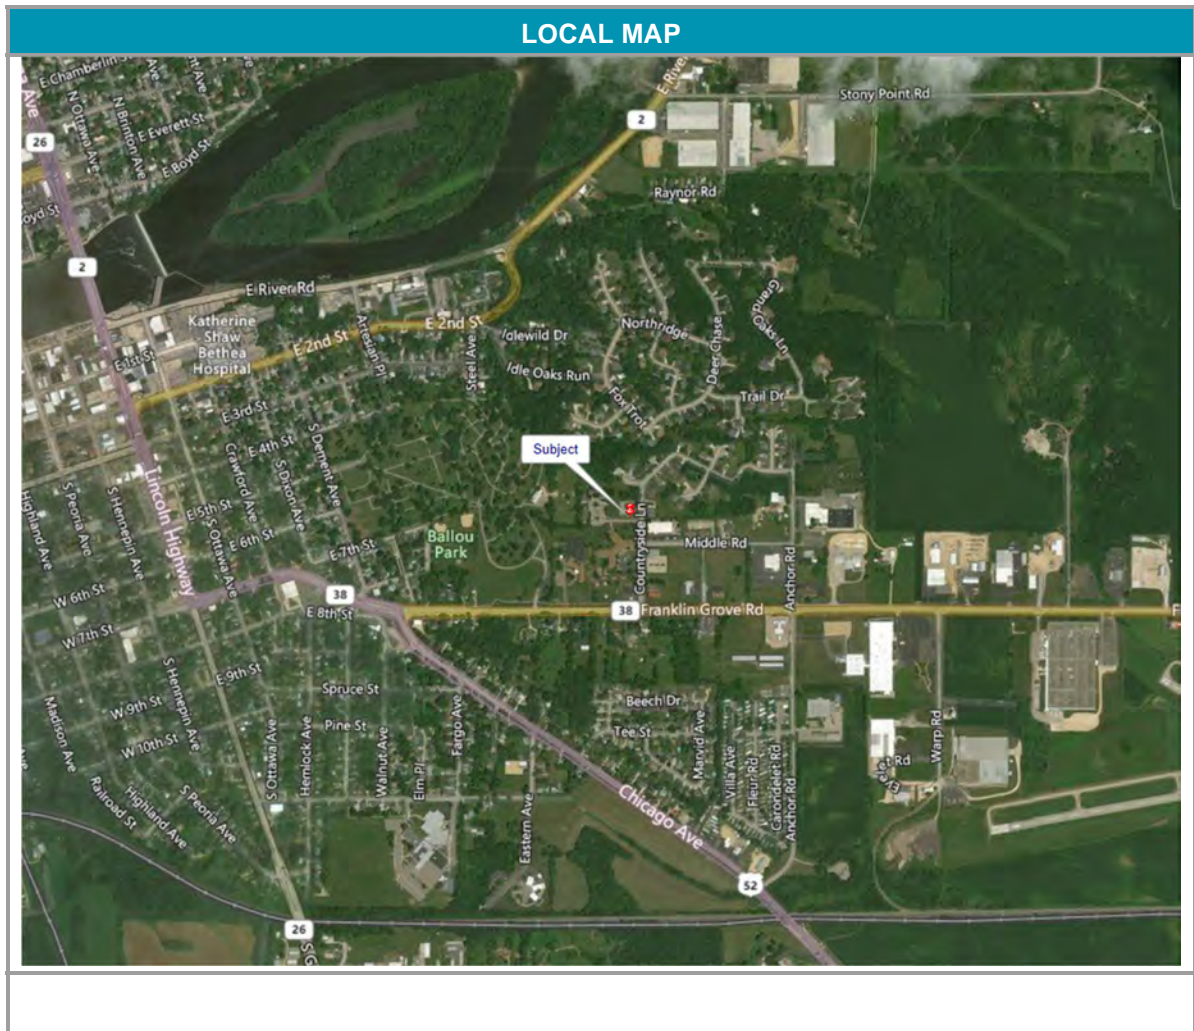 LOCAL MAP
E Chamberlin
Ave
N Ottawa Ave
N Brinton Ave
E Everett St
E Boyd St
Ave
26
2
E River
Stony Point Rd
2
Raynor Rd
E River Rd
Katherine
Shaw
Bethea
Hospital
E 1st St
E 2nd St
E 2nd St
Artesian Pl
Steel Ave
Idlewild Dr
Idle Oaks Run
Northridge
Fox Trot
Deer Chase
Grand Oaks Ln
Trail Dr
E 3rd St
E 4th St
S Dement Ave
Crawford Ave
S Dixon Ave
Subject
S
Highland Ave
S Peoria Ave
S Hennepin Ave
Lincoln Highway
E 5th St
E 6th St
S Ottawa Ave
E 7th St
Ballou
Park
Countryside
Middle Rd
Anchor Rd
W 6th St
W 7th St
38
E 8th St
38
Franklin Grove Rd
F
S Hennepin Ave
E 9th St
Spruce St
Pine St
Madison Ave
W 9th St
W 10th St
S Ottawa Ave
Hemlock Ave
Walnut Ave
Elm Pl
Fargo Ave
Beech Dr
Tee St
Marvid Ave
Villa Ave
Fleur Rd
Carondelet Rd
Anchor Rd
Warp Rd
Eyelet Rd
Railroad St
Highland Ave
S Peoria Ave
Eastern Ave
Chicago Ave
52
26
S G